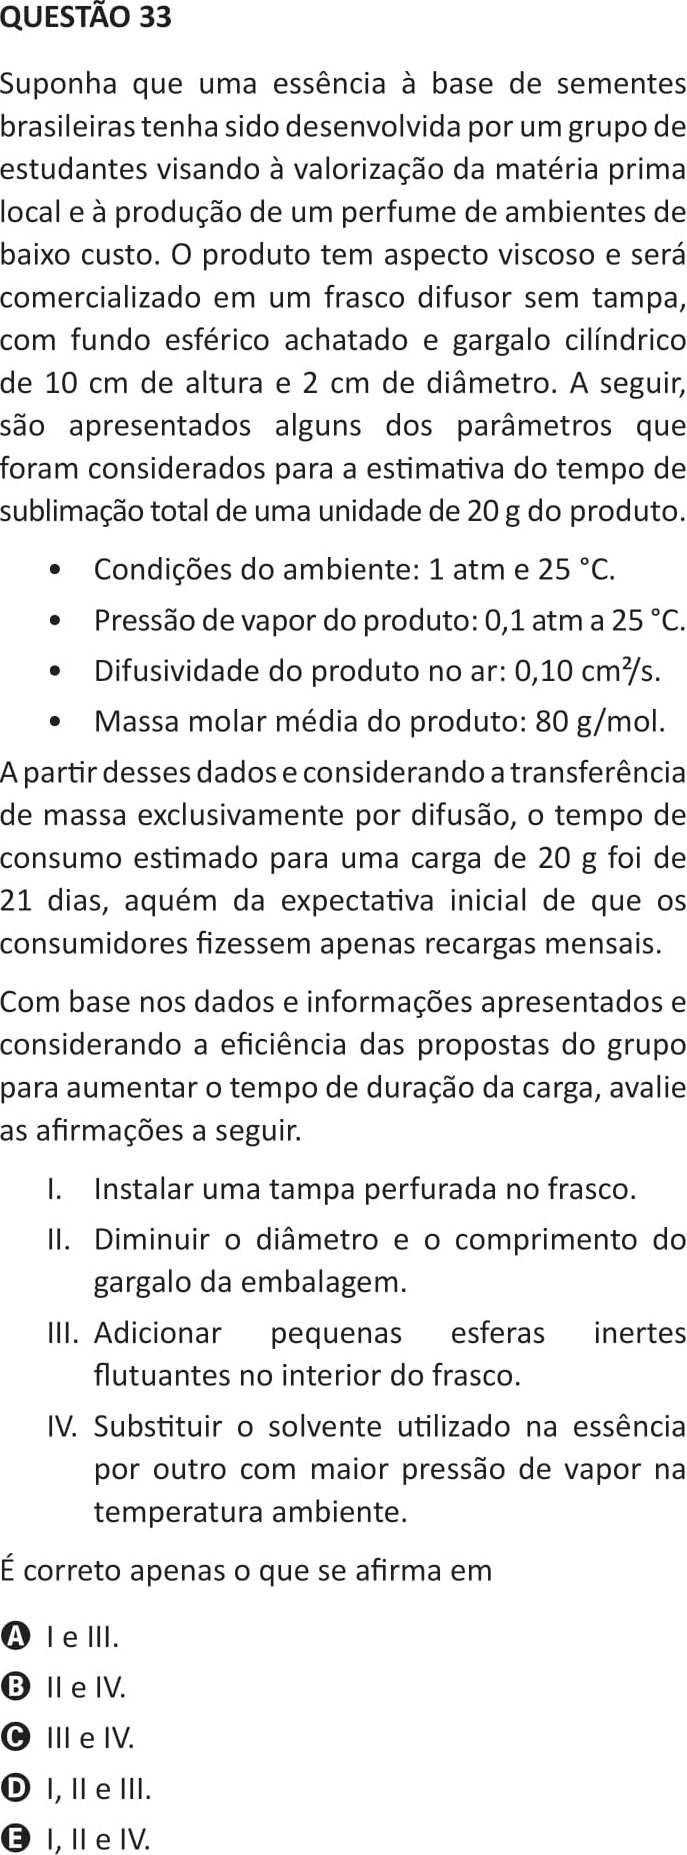 QUESTÃO 33
Suponha que uma essência à base de sementes
brasileiras tenha sido desenvolvida por um grupo de
estudantes visando à valorização da matéria prima
local e à produção de um perfume de ambientes de
baixo custo. O produto tem aspecto viscoso e será
comercializado em um frasco difusor sem tampa,
com fundo esférico achatado e gargalo cilíndrico
de 10 cm de altura e 2 cm de diâmetro. A seguir,
são apresentados alguns dos parâmetros que
foram considerados para a estimativa do tempo de
sublimação total de uma unidade de 20 g do produto.
• Condições do ambiente: 1 atm e 25 °C.
• Pressão de vapor do produto: 0,1 atm a 25 °C.
• Difusividade do produto no ar: 0,10 cm²/s.
• Massa molar média do produto: 80 g/mol.
A partir desses dados e considerando a transferência
de massa exclusivamente por difusão, o tempo de
consumo estimado para uma carga de 20 g foi de
21 dias, aquém da expectativa inicial de que os
consumidores fizessem apenas recargas mensais.
Com base nos dados e informações apresentados e
considerando a eficiência das propostas do grupo
para aumentar o tempo de duração da carga, avalie
as afirmações a seguir.
I. Instalar uma tampa perfurada no frasco.
II. Diminuir o diâmetro e o comprimento do
gargalo da embalagem.
III. Adicionar pequenas esferas inertes
flutuantes no interior do frasco.
IV. Substituir o solvente utilizado na essência
por outro com maior pressão de vapor na
temperatura ambiente.
É correto apenas o que se afirma em
A I e III.
B II e IV.
C III e IV.
D I, II e III.
E I, II e IV.